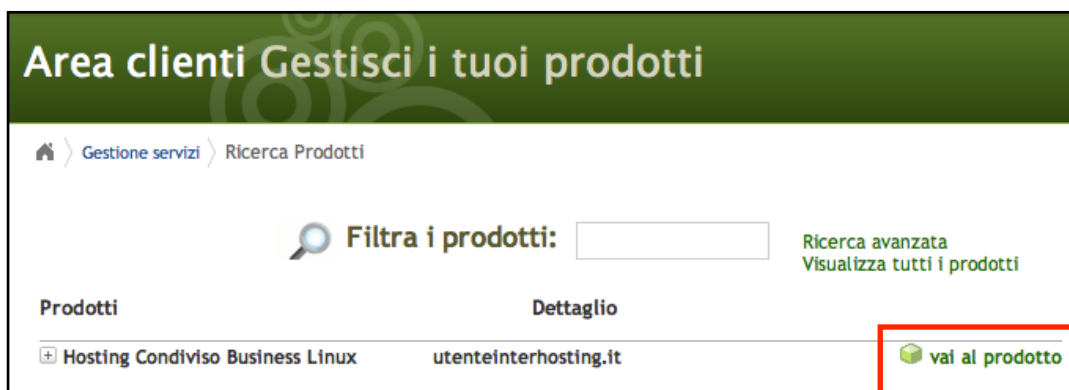 Area clienti Gestisci i tuoi prodotti
Gestione servizi Ricerca Prodotti
Filtra i prodotti:
Ricerca avanzata
Visualizza tutti i prodotti
Prodotti Dettaglio
Hosting Condiviso Business Linux utenteinterhosting.it vai al prodotto